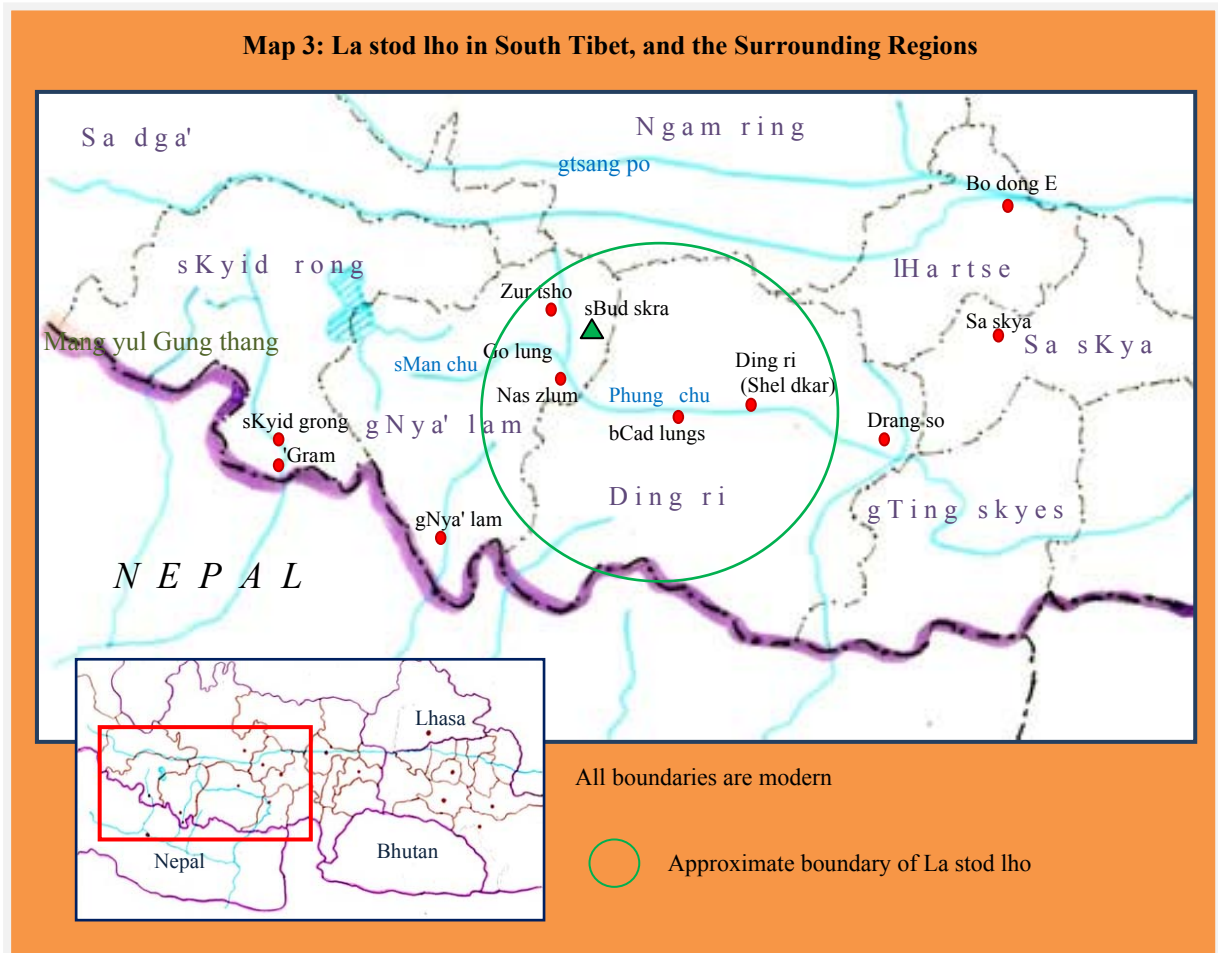 Map 3: La stod lho in South Tibet, and the Surrounding Regions
Sa dga'
Ngam ring
gtsang po
Bo dong E
sKyid rong
lHa rtse
Zur tsho
sBud skra
Sa skya
Mang yul Gung thang
Go lung
Sa sKya
sMan chu
Ding ri
(Shel dkar)
Nas zlum
Phung chu
sKyid grong
gNya' lam
bCad lungs
Drang so
'Gram
Ding ri
gTing skyes
gNya' lam
NEPAL
Lhasa
Nepal
Bhutan
All boundaries are modern
Approximate boundary of La stod lho